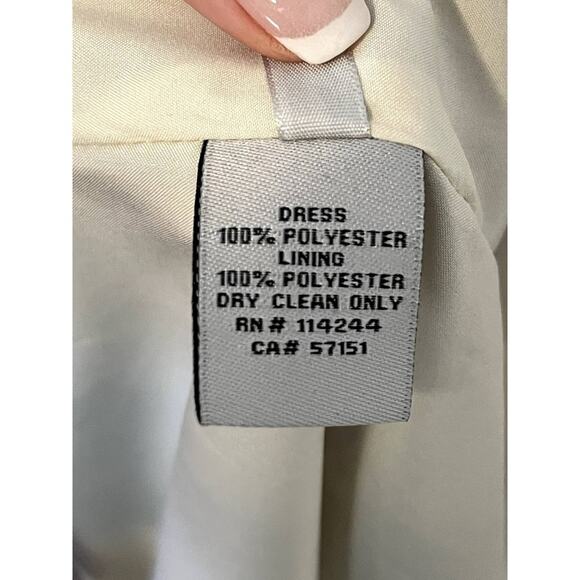 DRESS
100% POLYESTER
LINING
100% POLYESTER
DRY CLEAN ONLY
RN# 114244
CA# 57151